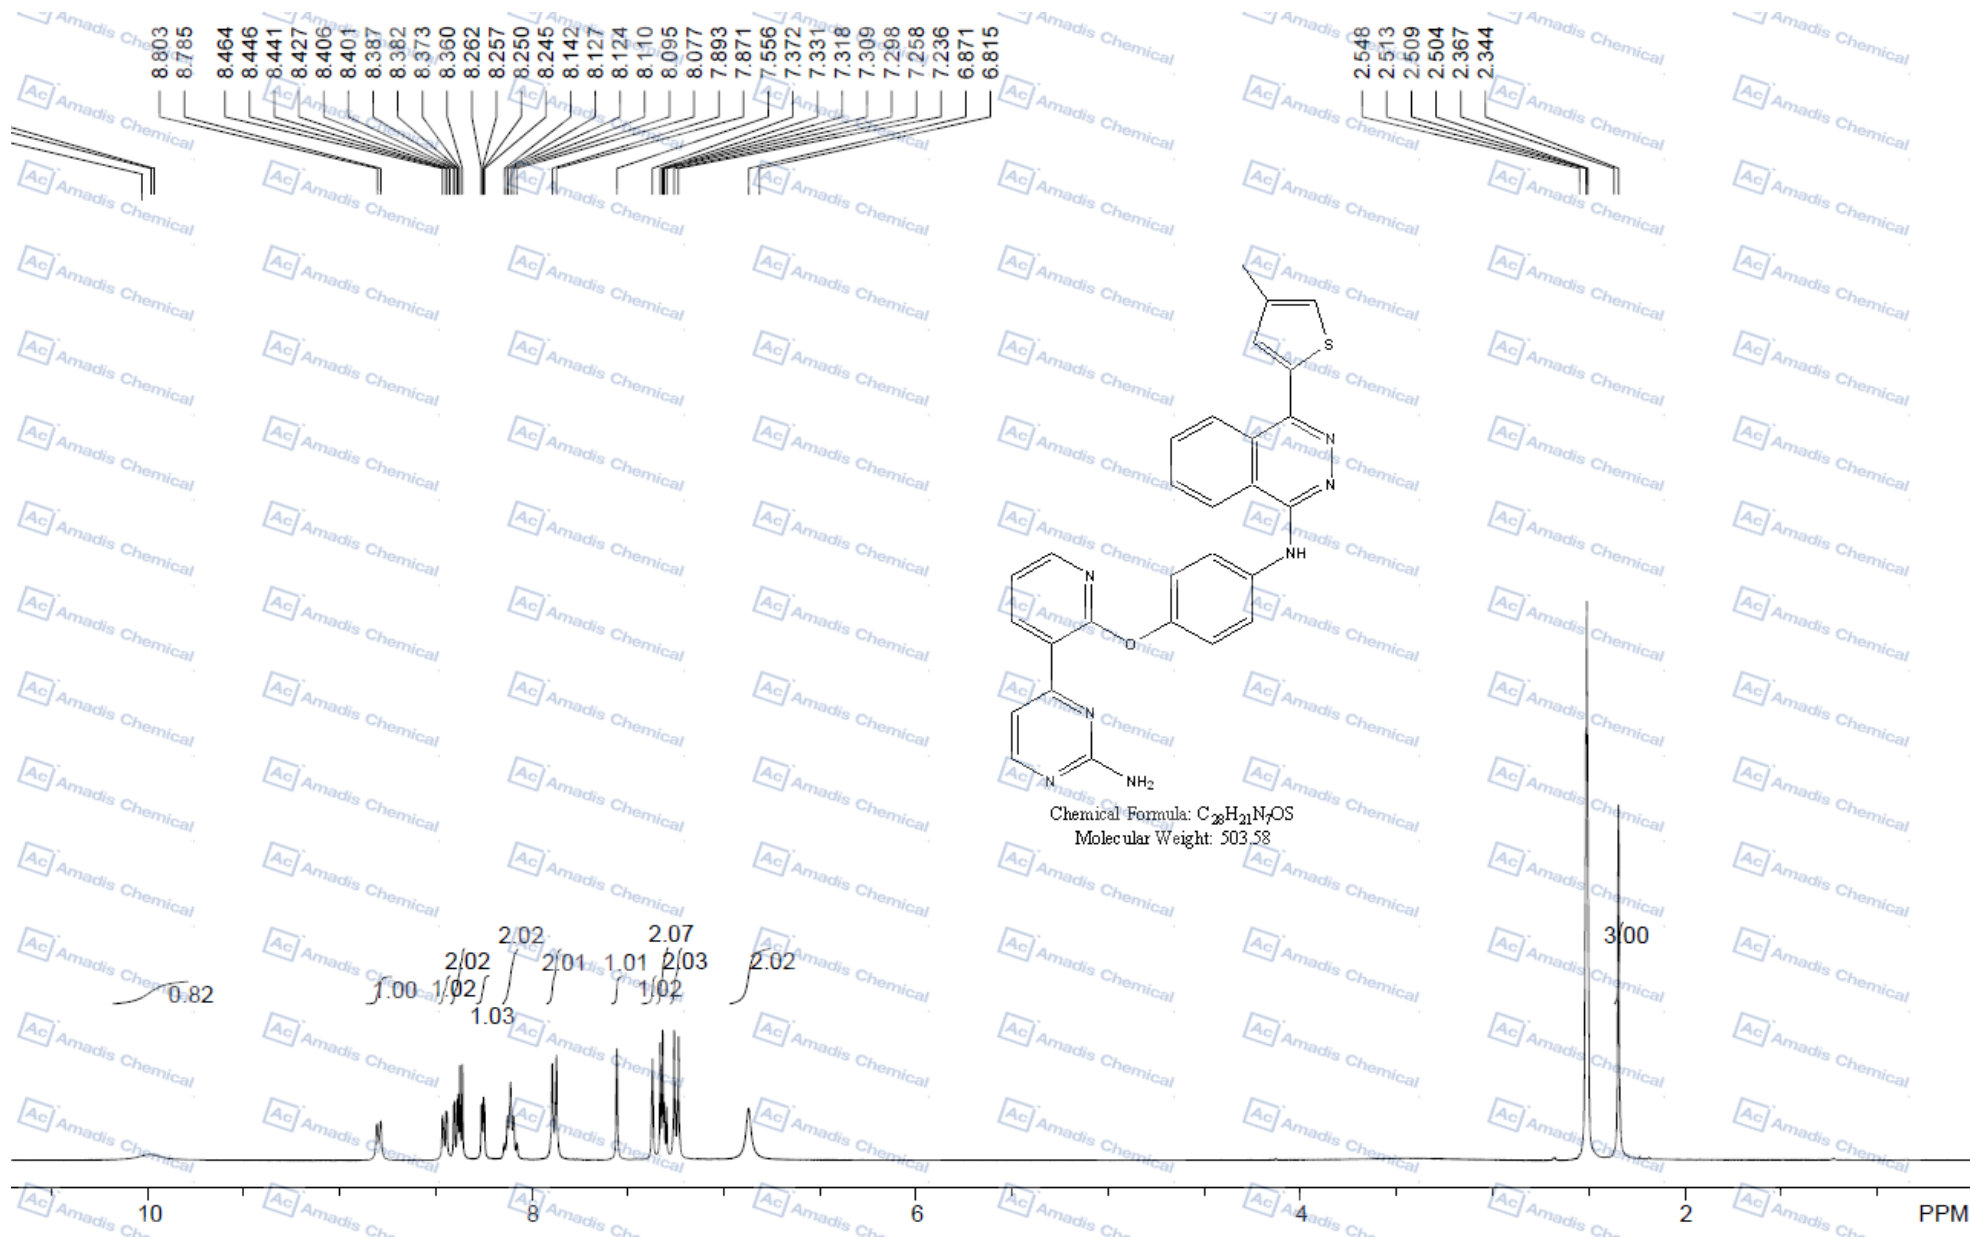 8.803 8.785 8.464 8.446 8.441 8.427 8.406 8.401 8.387 8.382 8.373 8.360 8.262 8.257 8.250 8.245 8.142 8.127 8.124 8.110 8.095 8.077 7.893 7.871 7.556 7.372 7.331 7.318 7.309 7.298 7.258 7.236 6.871 6.815
2.548 2.513 2.509 2.504 2.367 2.344
S
N
N
NH
N
O
N
N
NH₂
Chemical Formula: C₂₈H₂₁N₇OS
Molecular Weight: 503.58
0.82
1.00
1.02
2.02
1.03
2.02
2.01
1.01
1.02
2.07
2.03
2.02
3.00
10 8 6 4 2 PPM
Ac Amadis Chemical